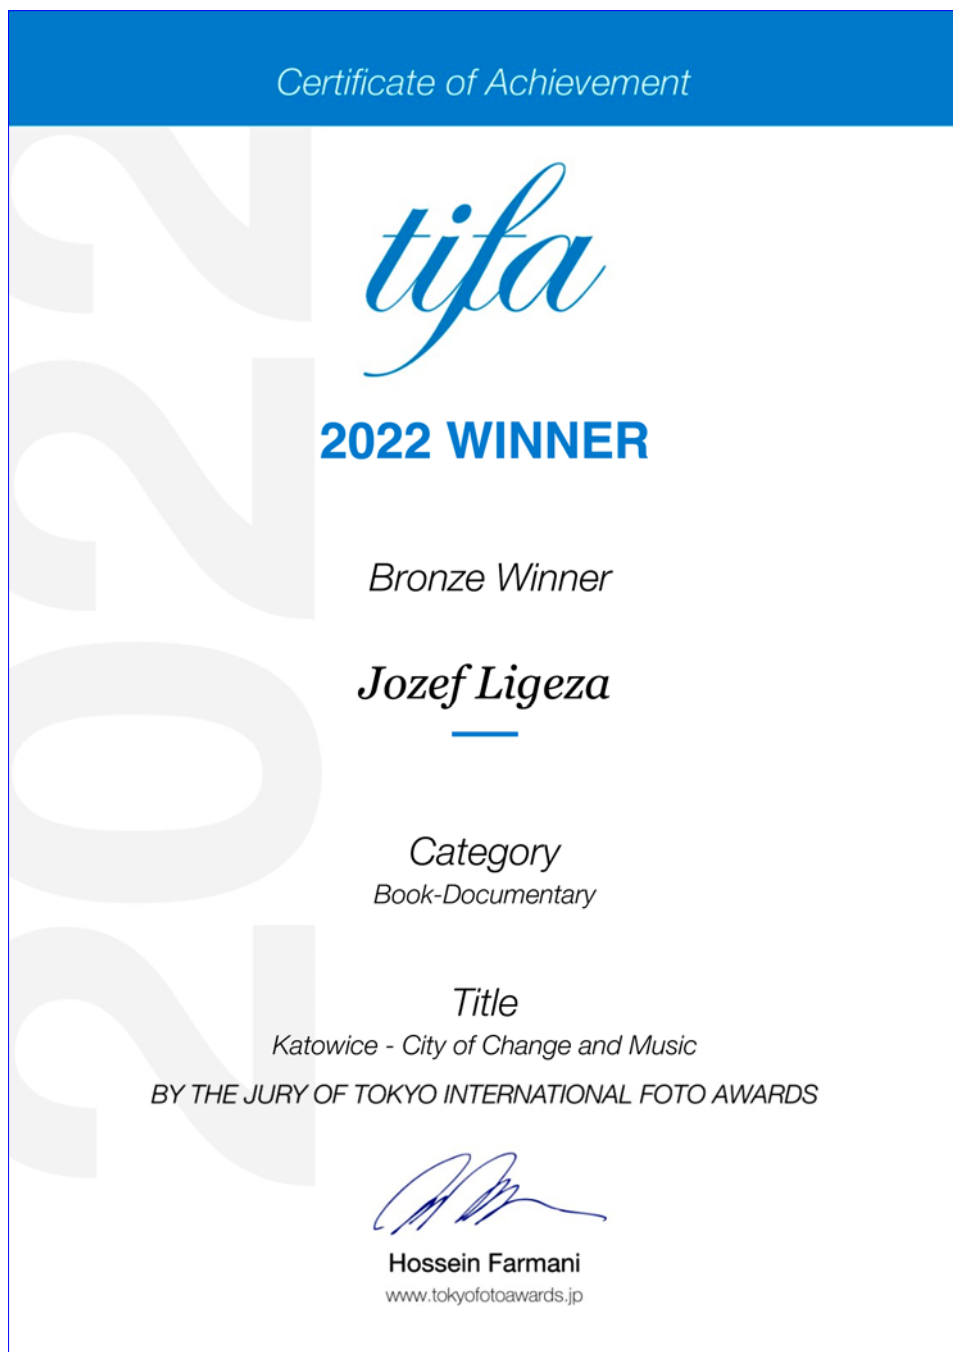 Certificate of Achievement
tifa
2022 WINNER
Bronze Winner
Jozef Ligeza
Category
Book-Documentary
Title
Katowice - City of Change and Music
BY THE JURY OF TOKYO INTERNATIONAL FOTO AWARDS
Hossein Farmani
www.tokyofotoawards.jp
2022